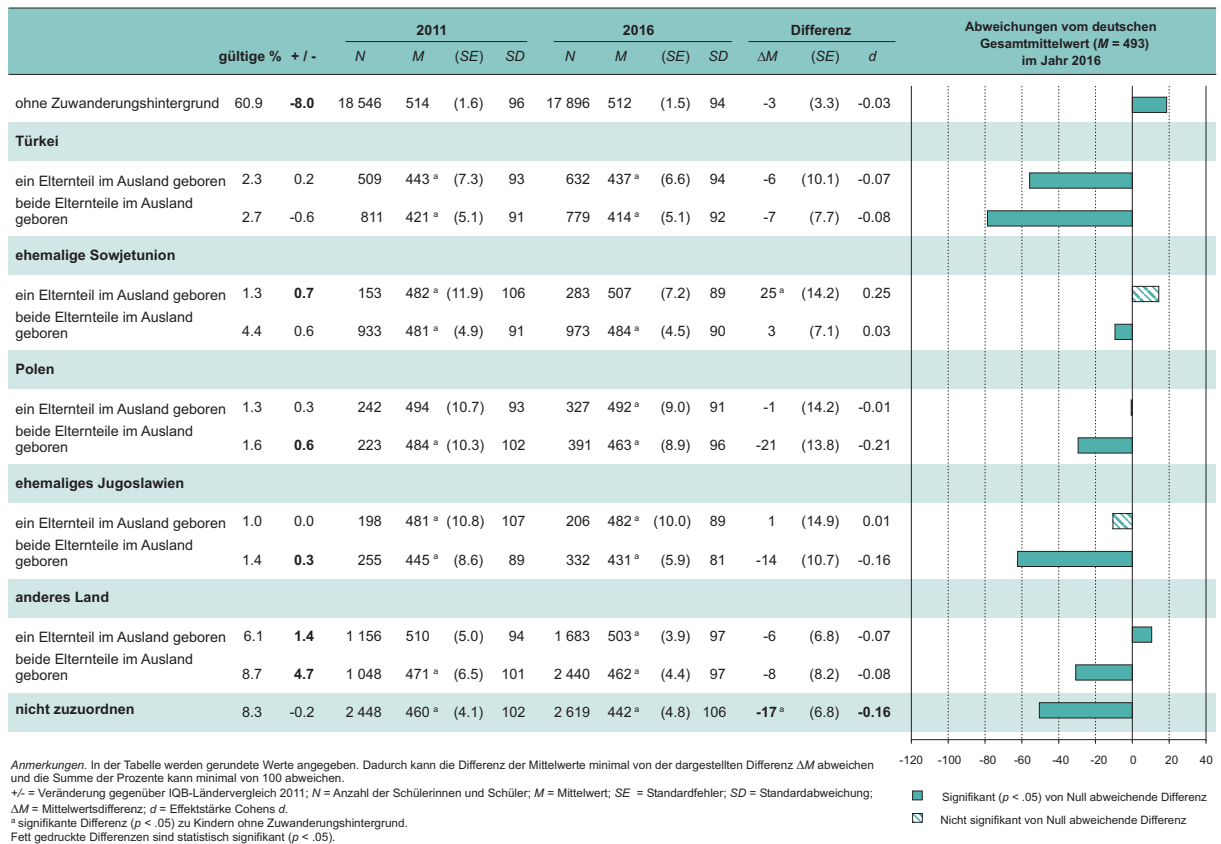 2011 2016 Differenz Abweichungen vom deutschen
Gesamtmittelwert (M = 493)
im Jahr 2016
gültige % + / - N M (SE) SD N M (SE) SD ΔM (SE) d
ohne Zuwanderungshintergrund 60.9 -8.0 18 546 514 (1.6) 96 17 896 512 (1.5) 94 -3 (3.3) -0.03
Türkei
ein Elternteil im Ausland geboren 2.3 0.2 509 443 a (7.3) 93 632 437 a (6.6) 94 -6 (10.1) -0.07
beide Elternteile im Ausland
geboren 2.7 -0.6 811 421 a (5.1) 91 779 414 a (5.1) 92 -7 (7.7) -0.08
ehemalige Sowjetunion
ein Elternteil im Ausland geboren 1.3 0.7 153 482 a (11.9) 106 283 507 (7.2) 89 25 a (14.2) 0.25
beide Elternteile im Ausland
geboren 4.4 0.6 933 481 a (4.9) 91 973 484 a (4.5) 90 3 (7.1) 0.03
Polen
ein Elternteil im Ausland geboren 1.3 0.3 242 494 (10.7) 93 327 492 a (9.0) 91 -1 (14.2) -0.01
beide Elternteile im Ausland
geboren 1.6 0.6 223 484 a (10.3) 102 391 463 a (8.9) 96 -21 (13.8) -0.21
ehemaliges Jugoslawien
ein Elternteil im Ausland geboren 1.0 0.0 198 481 a (10.8) 107 206 482 a (10.0) 89 1 (14.9) 0.01
beide Elternteile im Ausland
geboren 1.4 0.3 255 445 a (8.6) 89 332 431 a (5.9) 81 -14 (10.7) -0.16
anderes Land
ein Elternteil im Ausland geboren 6.1 1.4 1 156 510 (5.0) 94 1 683 503 a (3.9) 97 -6 (6.8) -0.07
beide Elternteile im Ausland
geboren 8.7 4.7 1 048 471 a (6.5) 101 2 440 462 a (4.4) 97 -8 (8.2) -0.08
nicht zuzuordnen 8.3 -0.2 2 448 460 a (4.1) 102 2 619 442 a (4.8) 106 -17 a (6.8) -0.16
-120 -100 -80 -60 -40 -20 0 20 40
Signifikant (p < .05) von Null abweichende Differenz
Nicht signifikant von Null abweichende Differenz
Anmerkungen. In der Tabelle werden gerundete Werte angegeben. Dadurch kann die Differenz der Mittelwerte minimal von der dargestellten Differenz ΔM abweichen
und die Summe der Prozente kann minimal von 100 abweichen.
+/- = Veränderung gegenüber IQB-Ländervergleich 2011; N = Anzahl der Schülerinnen und Schüler; M = Mittelwert; SE = Standardfehler; SD = Standardabweichung;
ΔM = Mittelwertsdifferenz; d = Effektstärke Cohens d.
a signifikante Differenz (p < .05) zu Kindern ohne Zuwanderungshintergrund.
Fett gedruckte Differenzen sind statistisch signifikant (p < .05).